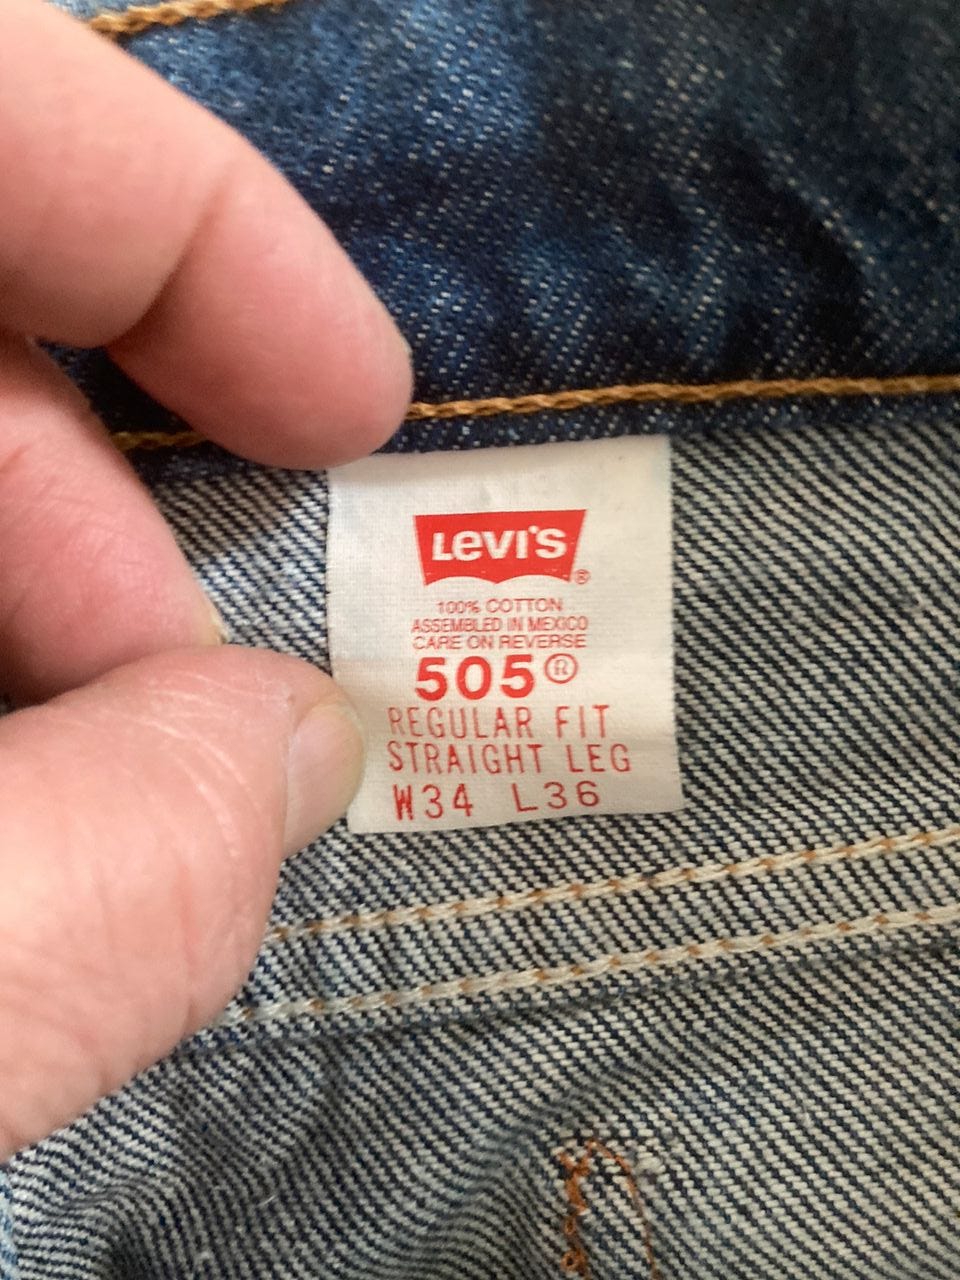 LEVI'S®
100% COTTON
ASSEMBLED IN MEXICO
CARE ON REVERSE
505®
REGULAR FIT
STRAIGHT LEG
W34 L36